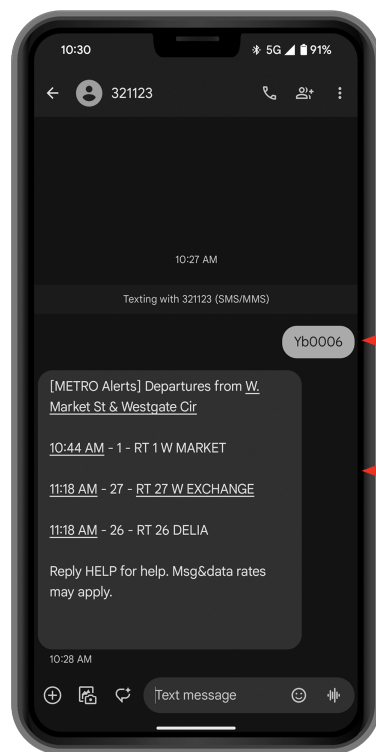 10:30
5G 91%
321123
10:27 AM
Texting with 321123 (SMS/MMS)
Yb0006
[METRO Alerts] Departures from W.
Market St & Westgate Cir
10:44 AM - 1 - RT 1 W MARKET
11:18 AM - 27 - RT 27 W EXCHANGE
11:18 AM - 26 - RT 26 DELIA
Reply HELP for help. Msg&data rates
may apply.
10:28 AM
Text message